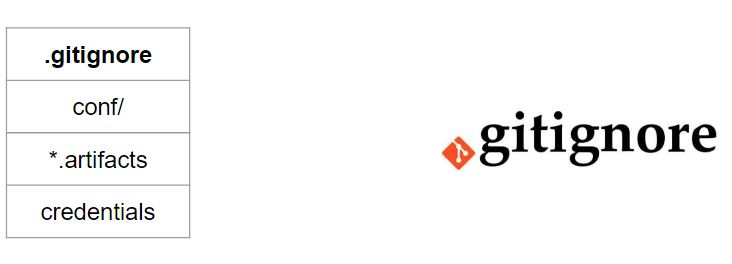 .gitignore
conf/
*.artifacts
credentials
gitignore